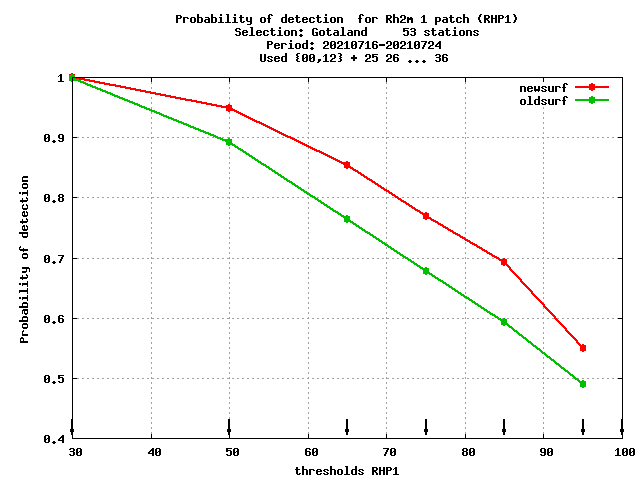 Probability of detection  for Rh2m 1 patch (RHP1)
Selection: Gotaland     53 stations
Period: 20210716-20210724
Used {00,12} + 25 26 ... 36
newsurf
oldsurf
1
0.9
0.8
0.7
0.6
0.5
0.4
Probability of detection
30 40 50 60 70 80 90 100
thresholds RHP1